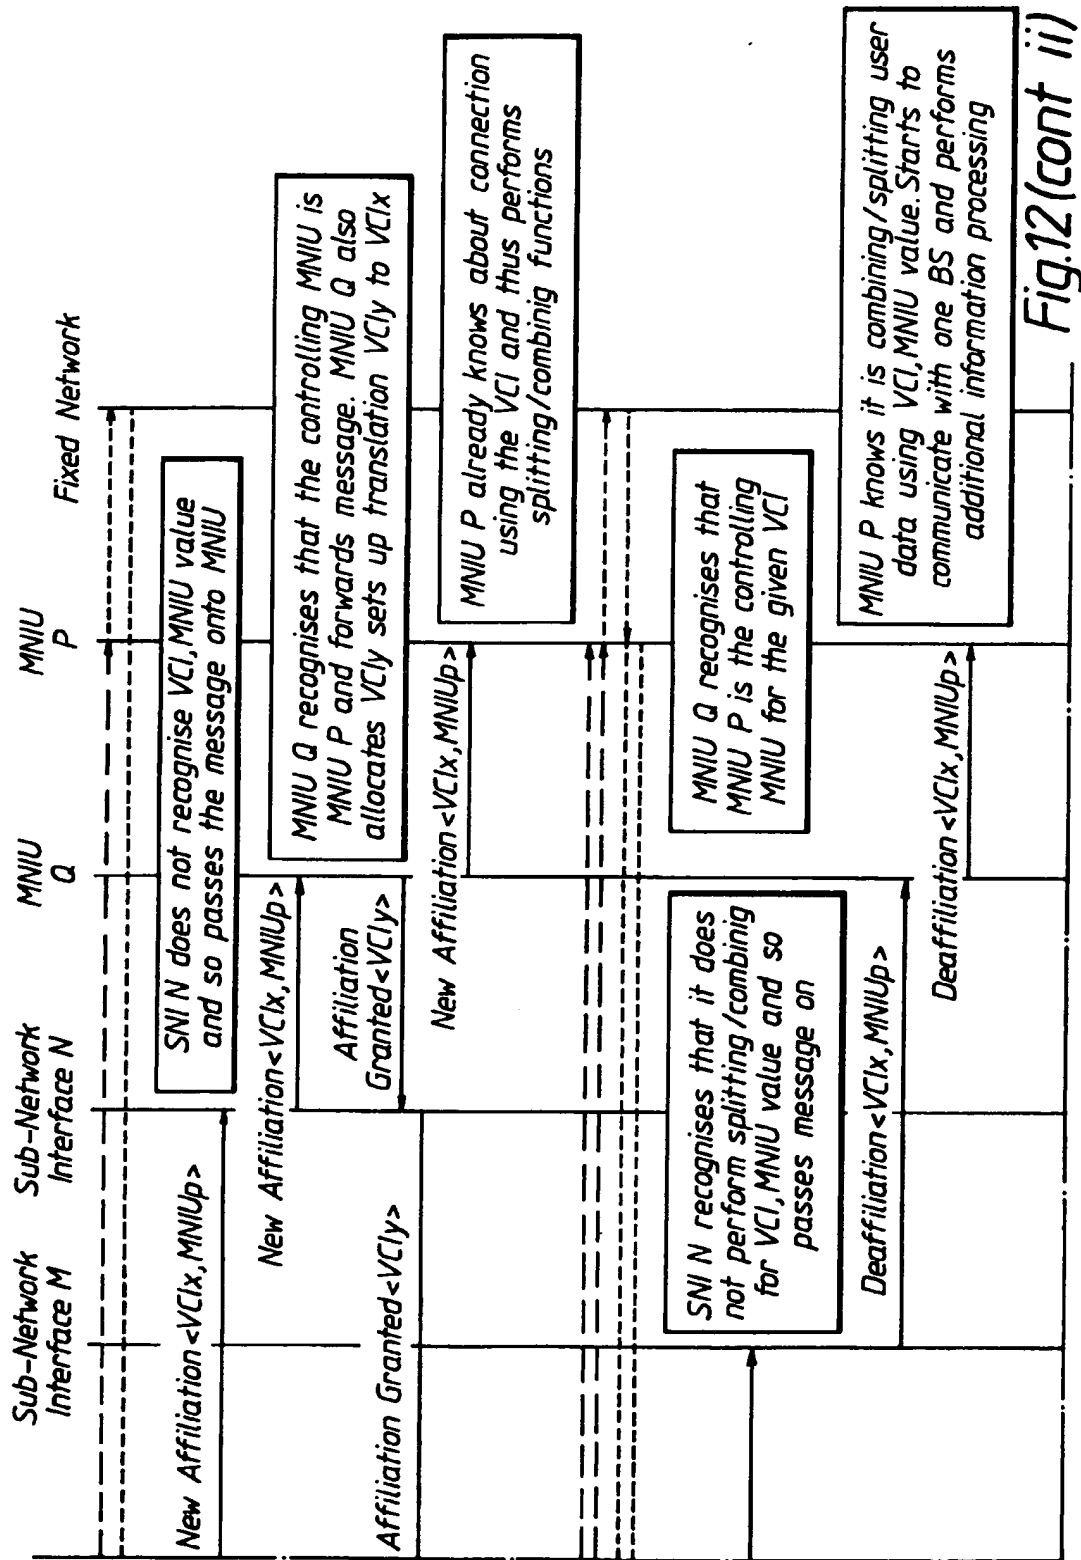 Sub-Network
Interface M
Sub-Network
Interface N
MNIU
Q
MNIU
P
Fixed Network
SNI N does not recognise VCI,MNIU value
and so passes the message onto MNIU
New Affiliation<VCIx,MNIUp>
New Affiliation<VCIx,MNIUp>
MNIU Q recognises that the controlling MNIU is
MNIU P and forwards message. MNIU Q also
allocates VCIy sets up translation VCIy to VCIx
Affiliation
Granted<VCIy>
Affiliation Granted<VCIy>
New Affiliation<VCIx,MNIUp>
MNIU P already knows about connection
using the VCI and thus performs
splitting/combinig functions
SNI N recognises that it does
not perform splitting/combinig
for VCI,MNIU value and so
passes message on
MNIU Q recognises that
MNIU P is the controlling
MNIU for the given VCI
Deaffiliation<VCIx,MNIUp>
Deaffiliation<VCIx,MNIUp>
MNIU P knows it is combining/splitting user
data using VCI,MNIU value. Starts to
communicate with one BS and performs
additional information processing
Fig.12(cont ii)